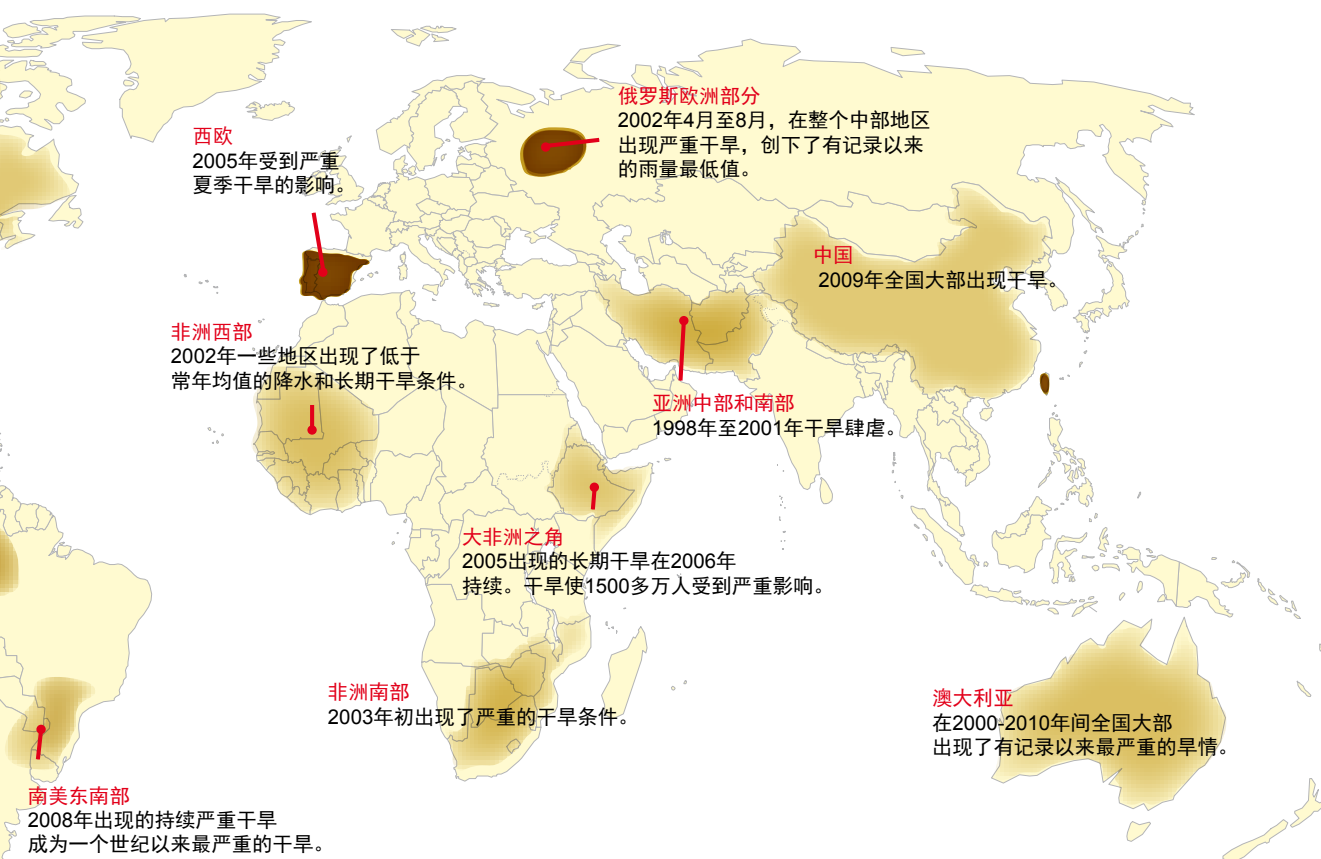 俄罗斯欧洲部分
2002年4月至8月，在整个中部地区
出现严重干旱，创下了有记录以来
的雨量最低值。
西欧
2005年受到严重
夏季干旱的影响。
中国
2009年全国大部出现干旱。
非洲西部
2002年一些地区出现了低于
常年均值的降水和长期干旱条件。
亚洲中部和南部
1998年至2001年干旱肆虐。
大非洲之角
2005出现的长期干旱在2006年
持续。干旱使1500多万人受到严重影响。
非洲南部
2003年初出现了严重的干旱条件。
澳大利亚
在2000-2010年间全国大部
出现了有记录以来最严重的旱情。
南美东南部
2008年出现的持续严重干旱
成为一个世纪以来最严重的干旱。